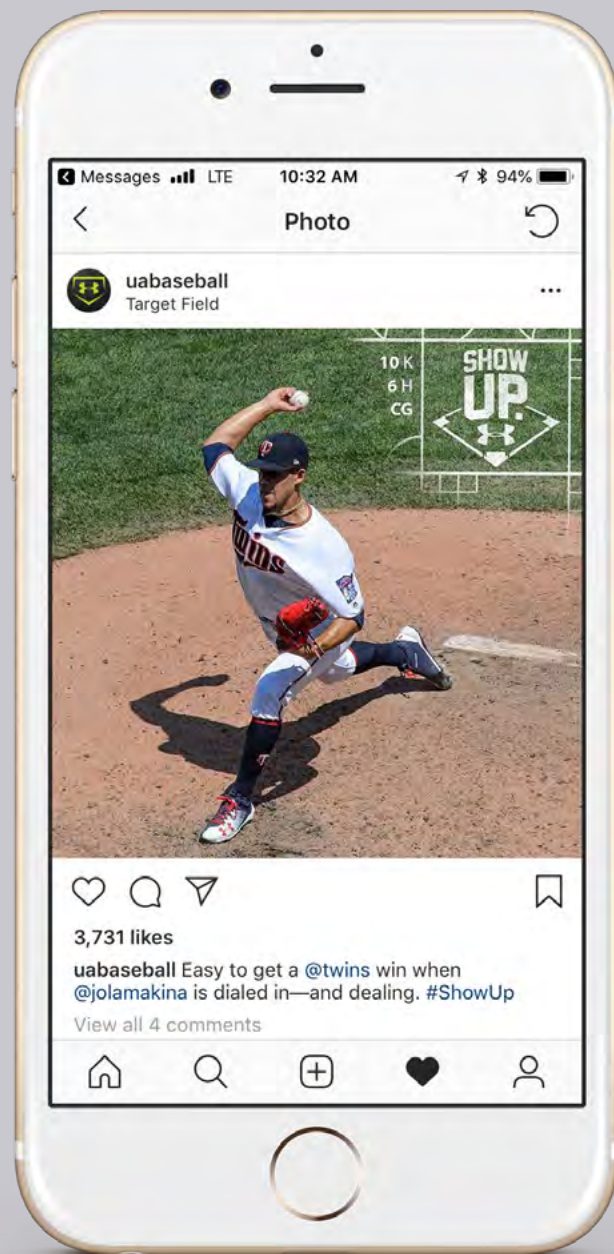 Messages LTE 10:32 AM 94%
Photo
uabaseball
Target Field
...
10 K
6 H
CG
SHOW
UP.
Twins
3,731 likes
uabaseball Easy to get a @twins win when
@jolamakina is dialed in—and dealing. #ShowUp
View all 4 comments